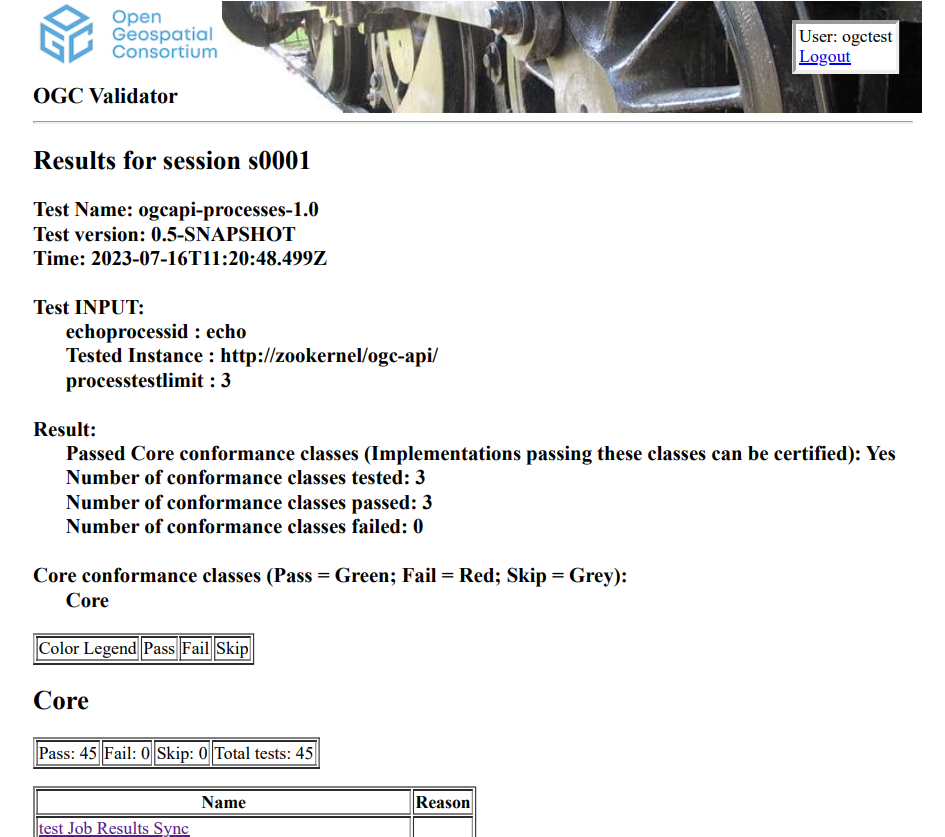 Open
Geospatial
Consortium
User: ogctest
Logout
OGC Validator
Results for session s0001
Test Name: ogcapi-processes-1.0
Test version: 0.5-SNAPSHOT
Time: 2023-07-16T11:20:48.499Z
Test INPUT:
echoprocessid : echo
Tested Instance : http://zookernel/ogc-api/
processtestlimit : 3
Result:
Passed Core conformance classes (Implementations passing these classes can be certified): Yes
Number of conformance classes tested: 3
Number of conformance classes passed: 3
Number of conformance classes failed: 0
Core conformance classes (Pass = Green; Fail = Red; Skip = Grey):
Core
Color Legend Pass Fail Skip
Core
Pass: 45 Fail: 0 Skip: 0 Total tests: 45
Name Reason
test Job Results Sync